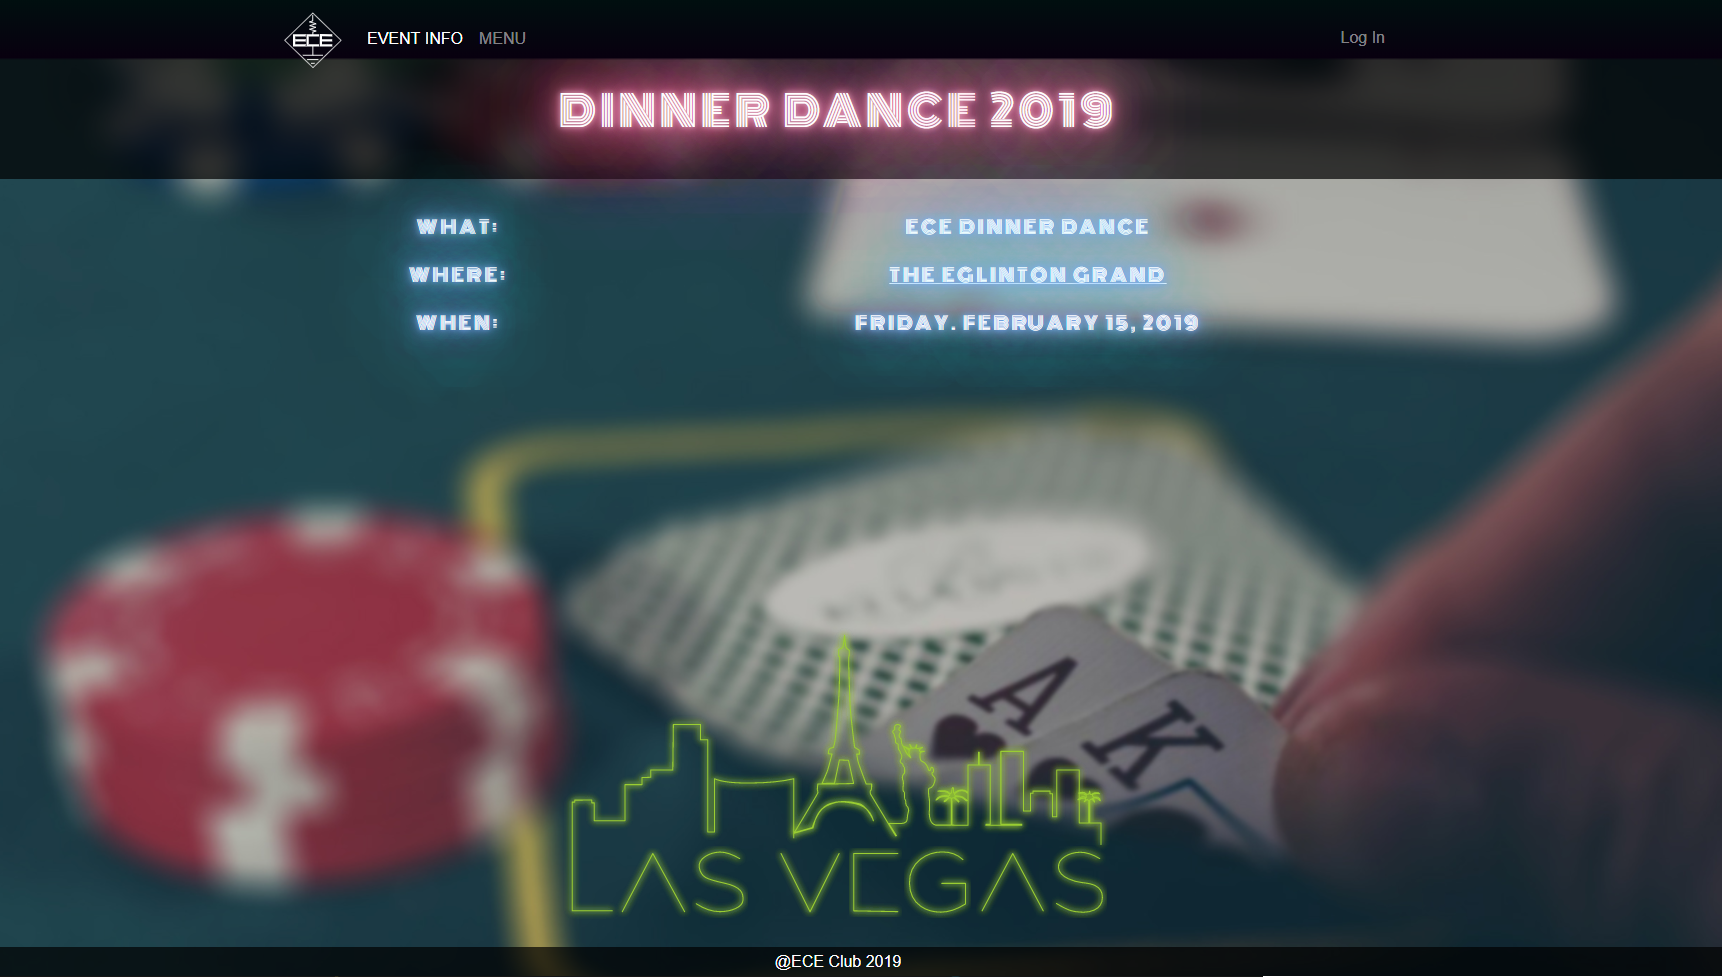 ECE
EVENT INFO
MENU
Log In
DINNER DANCE 2019
WHAT:
ECE DINNER DANCE
WHERE:
THE EGLINTON GRAND
WHEN:
FRIDAY. FEBRUARY 15, 2019
A
K
LAS VEGAS
@ECE Club 2019